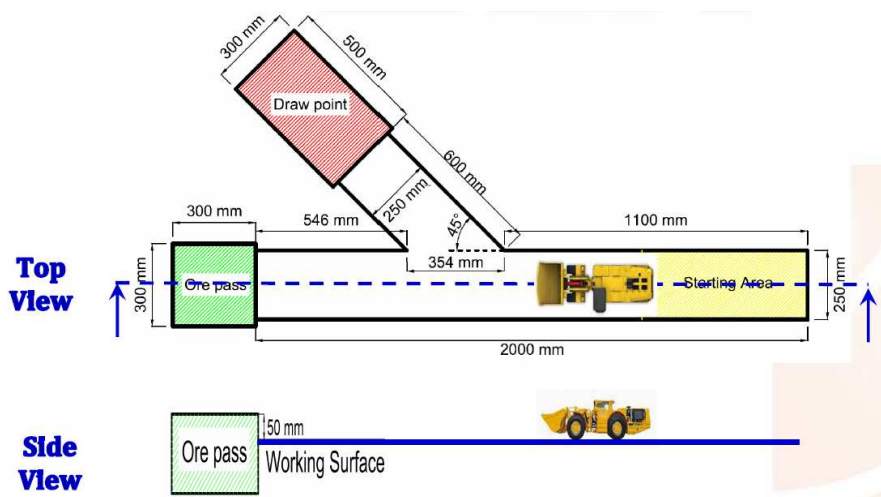 300 mm
500 mm
Draw point
600 mm
250 mm
45°
300 mm
546 mm
1100 mm
354 mm
Top
View
300 mm
Ore pass
Starting Area
250 mm
2000 mm
Side
View
Ore pass
50 mm
Working Surface